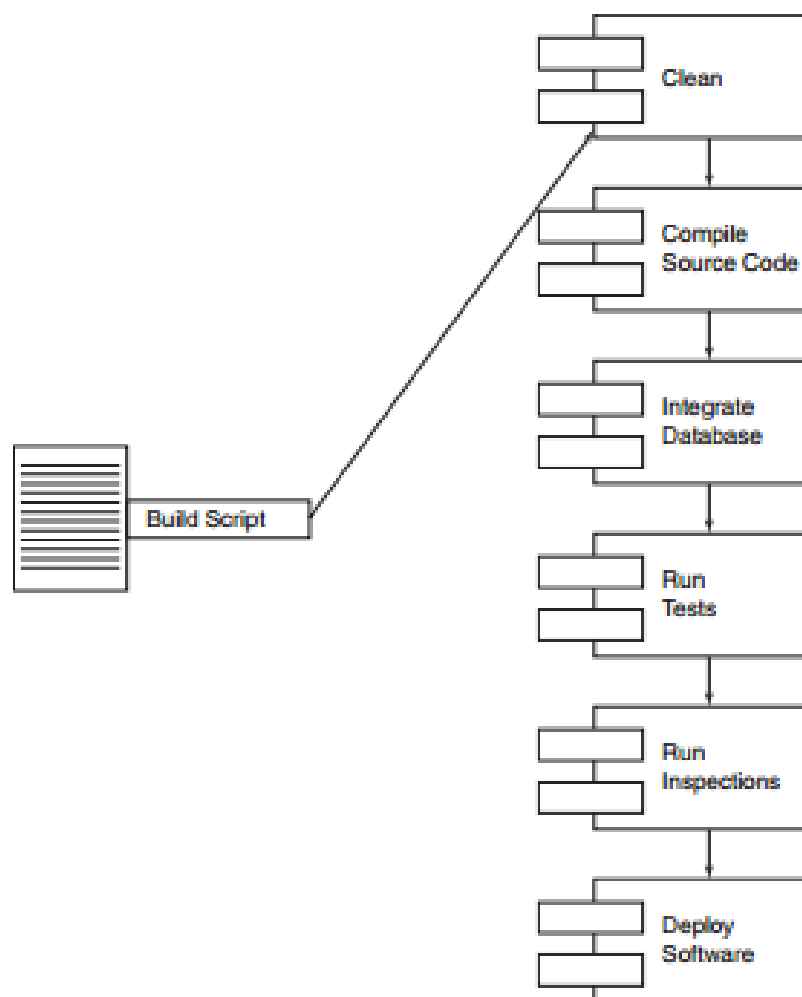 Clean
Compile
Source Code
Integrate
Database
Build Script
Run
Tests
Run
Inspections
Deploy
Software